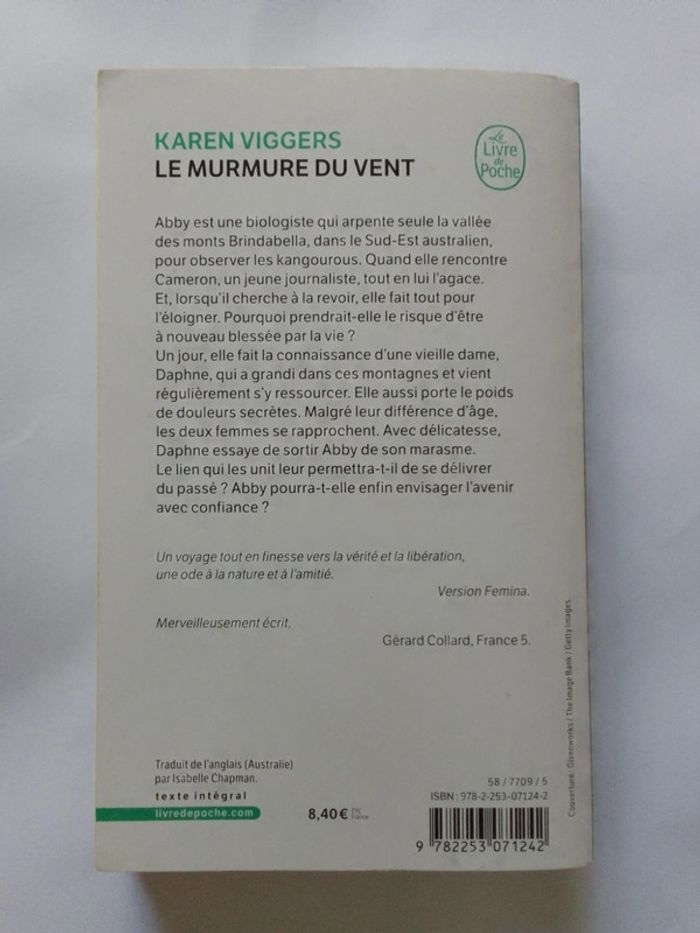 KAREN VIGGERS
LE MURMURE DU VENT
Le
Livre
de
Poche
Abby est une biologiste qui arpente seule la vallée
des monts Brindabella, dans le Sud-Est australien,
pour observer les kangourous. Quand elle rencontre
Cameron, un jeune journaliste, tout en lui l'agace.
Et, lorsqu'il cherche à la revoir, elle fait tout pour
l'éloigner. Pourquoi prendrait-elle le risque d'être
à nouveau blessée par la vie ?
Un jour, elle fait la connaissance d'une vieille dame,
Daphne, qui a grandi dans ces montagnes et vient
régulièrement s'y ressourcer. Elle aussi porte le poids
de douleurs secrètes. Malgré leur différence d'âge,
les deux femmes se rapprochent. Avec délicatesse,
Daphne essaye de sortir Abby de son marasme.
Le lien qui les unit leur permettra-t-il de se délivrer
du passé ? Abby pourra-t-elle enfin envisager l'avenir
avec confiance ?
Un voyage tout en finesse vers la vérité et la libération,
une ode à la nature et à l'amitié.
Version Femina.
Merveilleusement écrit.
Gérard Collard, France 5.
Couverture : Givenworks / The Image Bank / Getty Images.
Traduit de l'anglais (Australie)
par Isabelle Chapman.
texte intégral
livredepoche.com
8,40 € TTC
France
58 / 7709 / 5
ISBN : 978-2-253-07124-2
9 782253 071242